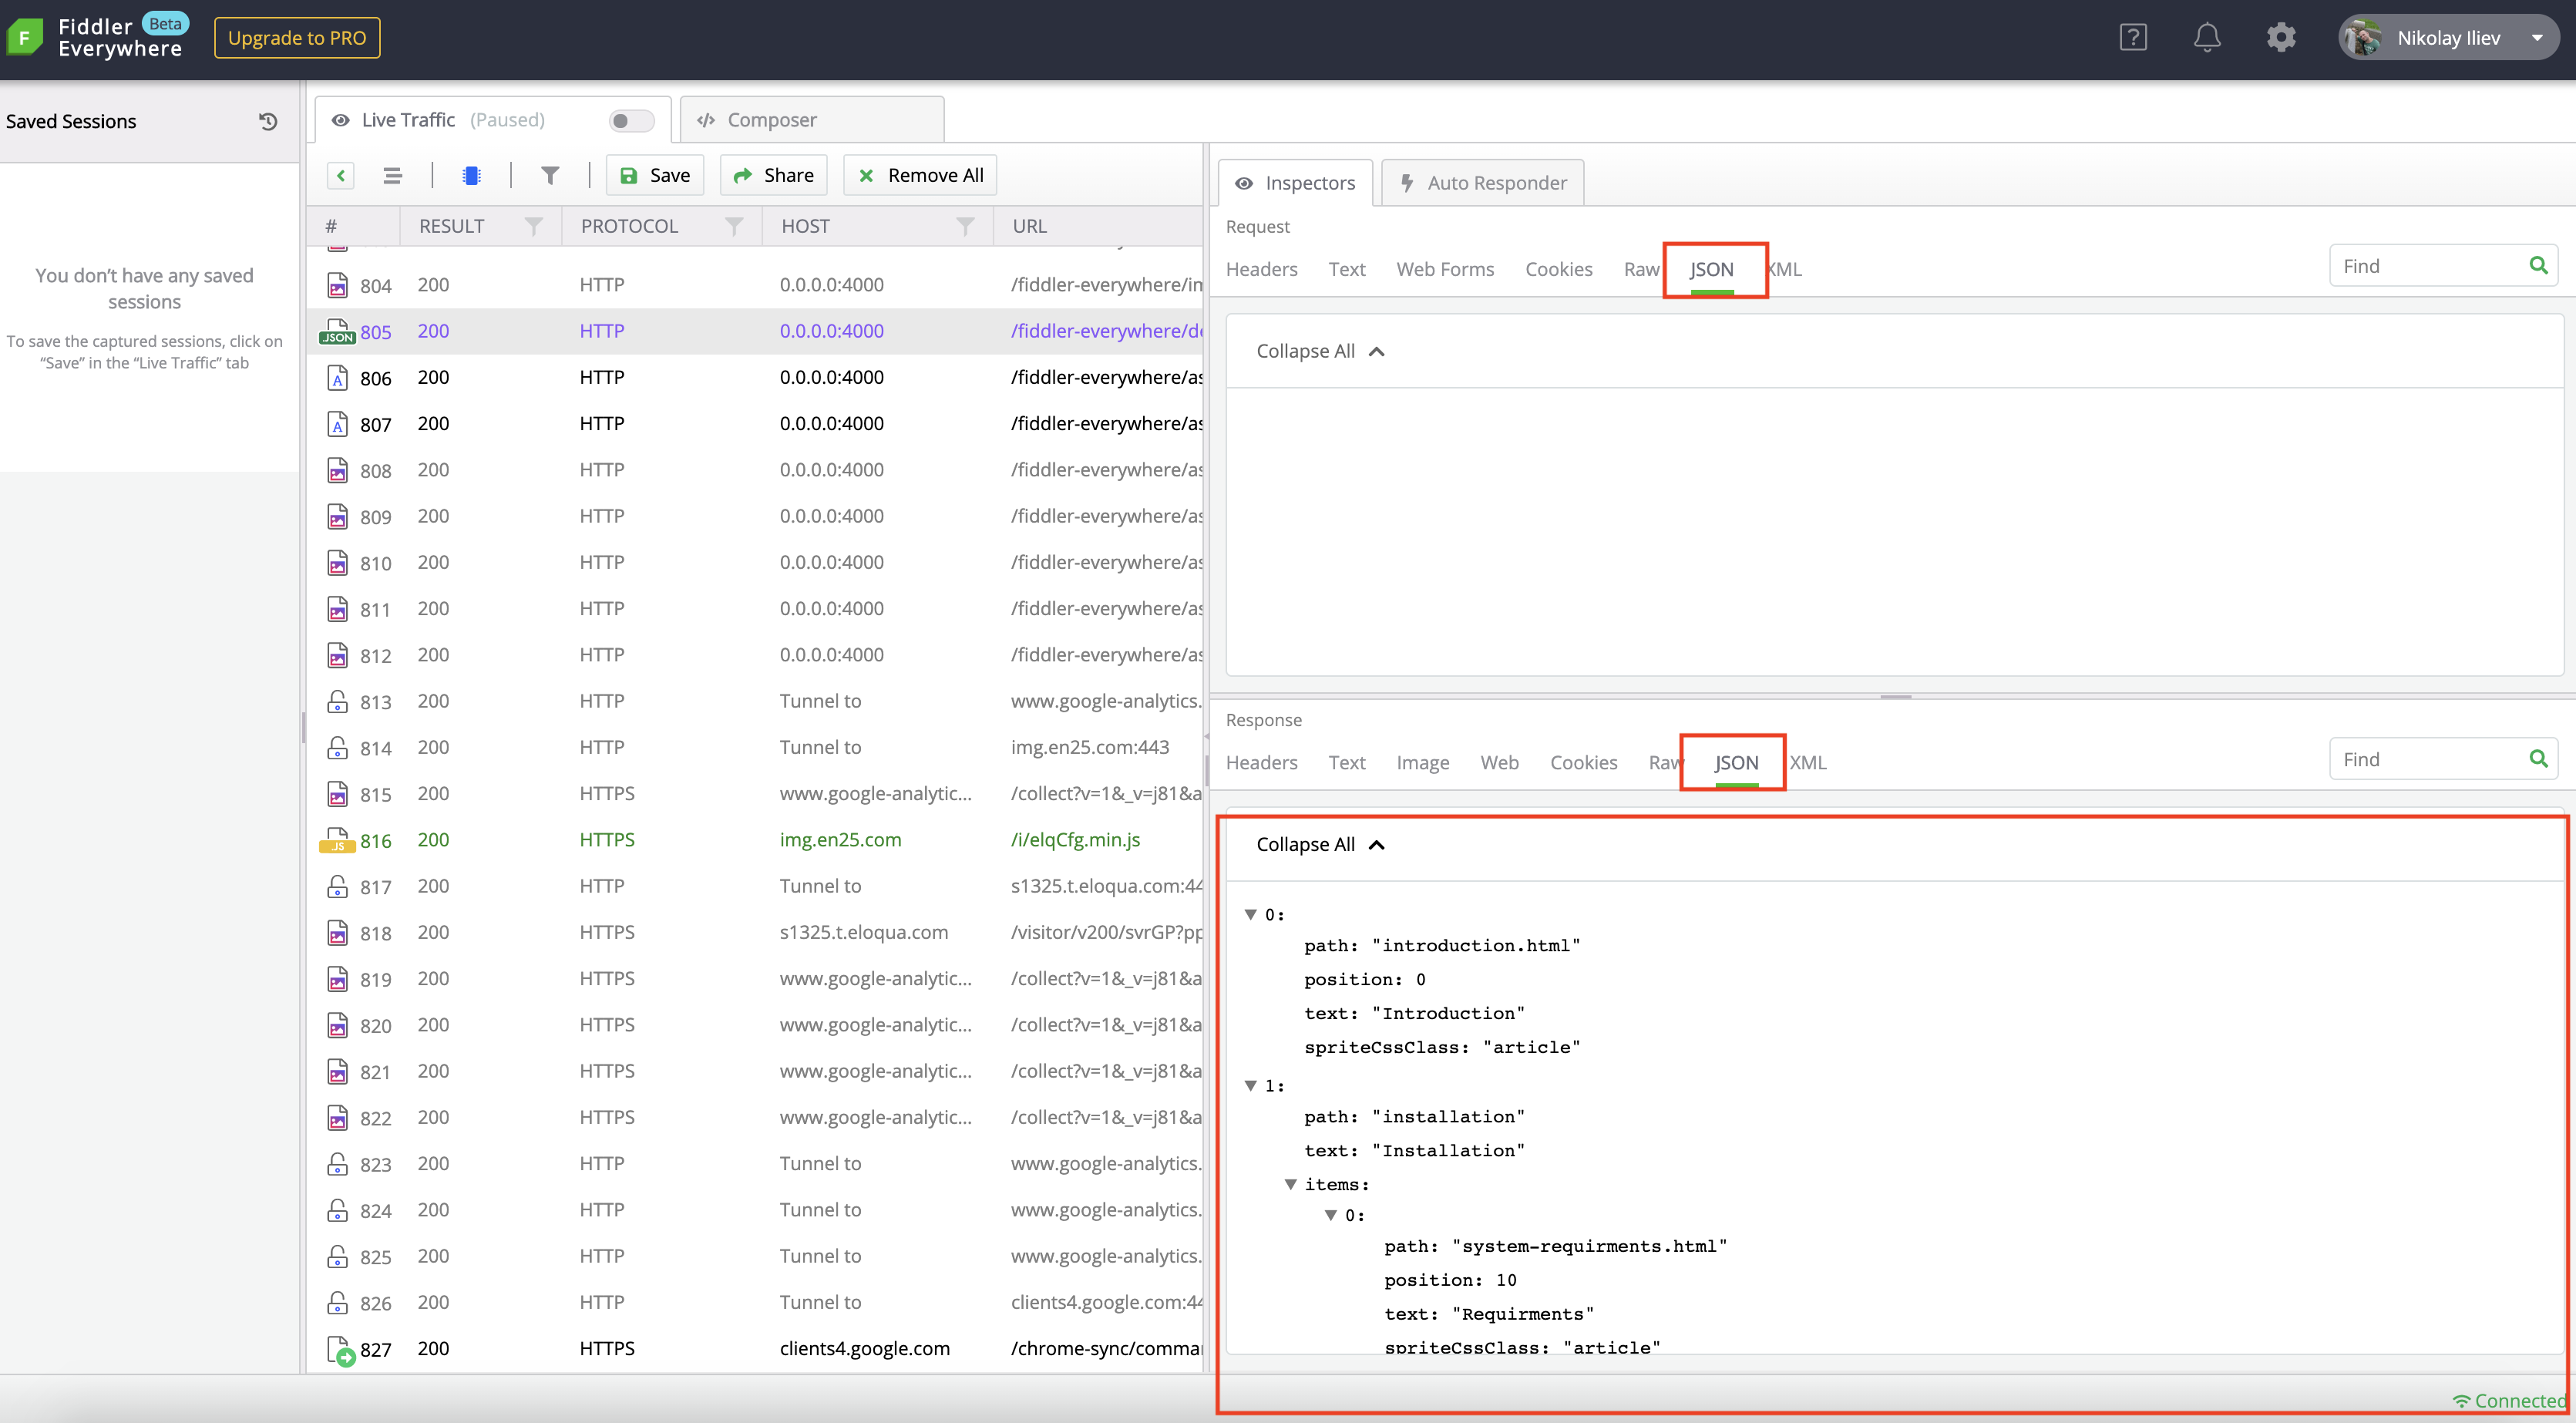 Fiddler Everywhere Beta
Upgrade to PRO
Nikolay Iliev
Saved Sessions
You don't have any saved
sessions
To save the captured sessions, click on
“Save” in the “Live Traffic” tab
Live Traffic (Paused)
Composer
Save
Share
Remove All
# RESULT PROTOCOL HOST URL
804 200 HTTP 0.0.0.0:4000 /fiddler-everywhere/im
805 200 HTTP 0.0.0.0:4000 /fiddler-everywhere/d
806 200 HTTP 0.0.0.0:4000 /fiddler-everywhere/as
807 200 HTTP 0.0.0.0:4000 /fiddler-everywhere/as
808 200 HTTP 0.0.0.0:4000 /fiddler-everywhere/as
809 200 HTTP 0.0.0.0:4000 /fiddler-everywhere/as
810 200 HTTP 0.0.0.0:4000 /fiddler-everywhere/as
811 200 HTTP 0.0.0.0:4000 /fiddler-everywhere/as
812 200 HTTP 0.0.0.0:4000 /fiddler-everywhere/as
813 200 HTTP Tunnel to www.google-analytics.
814 200 HTTP Tunnel to img.en25.com:443
815 200 HTTPS www.google-analytic... /collect?v=1&_v=j81&a
816 200 HTTPS img.en25.com /i/elqCfg.min.js
817 200 HTTP Tunnel to s1325.t.eloqua.com:44
818 200 HTTPS s1325.t.eloqua.com /visitor/v200/svrGP?pp
819 200 HTTPS www.google-analytic... /collect?v=1&_v=j81&a
820 200 HTTPS www.google-analytic... /collect?v=1&_v=j81&a
821 200 HTTPS www.google-analytic... /collect?v=1&_v=j81&a
822 200 HTTPS www.google-analytic... /collect?v=1&_v=j81&a
823 200 HTTP Tunnel to www.google-analytics.
824 200 HTTP Tunnel to www.google-analytics.
825 200 HTTP Tunnel to www.google-analytics.
826 200 HTTP Tunnel to clients4.google.com:44
827 200 HTTPS clients4.google.com /chrome-sync/comma
Inspectors
Auto Responder
Request
Headers Text Web Forms Cookies Raw JSON XML
Find
Collapse All
Response
Headers Text Image Web Cookies Raw JSON XML
Find
Collapse All
0:
path: "introduction.html"
position: 0
text: "Introduction"
spriteCssClass: "article"
1:
path: "installation"
text: "Installation"
items:
0:
path: "system-requirments.html"
position: 10
text: "Requirments"
spriteCssClass: "article"
Connected